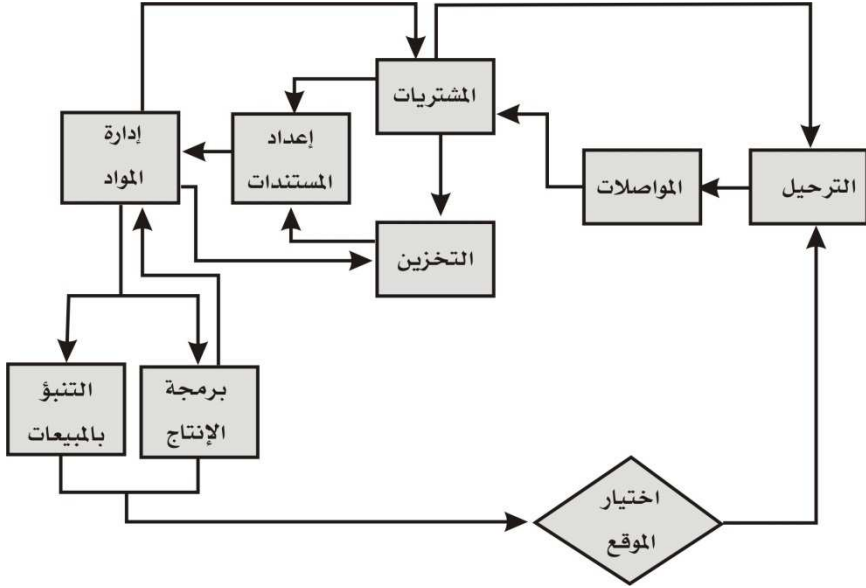 المشتريات
إدارة
المواد
إعداد
المستندات
المواصلات
الترحيل
التخزين
التنبؤ
بالمبيعات
برمجة
الإنتاج
اختيار
الموقع